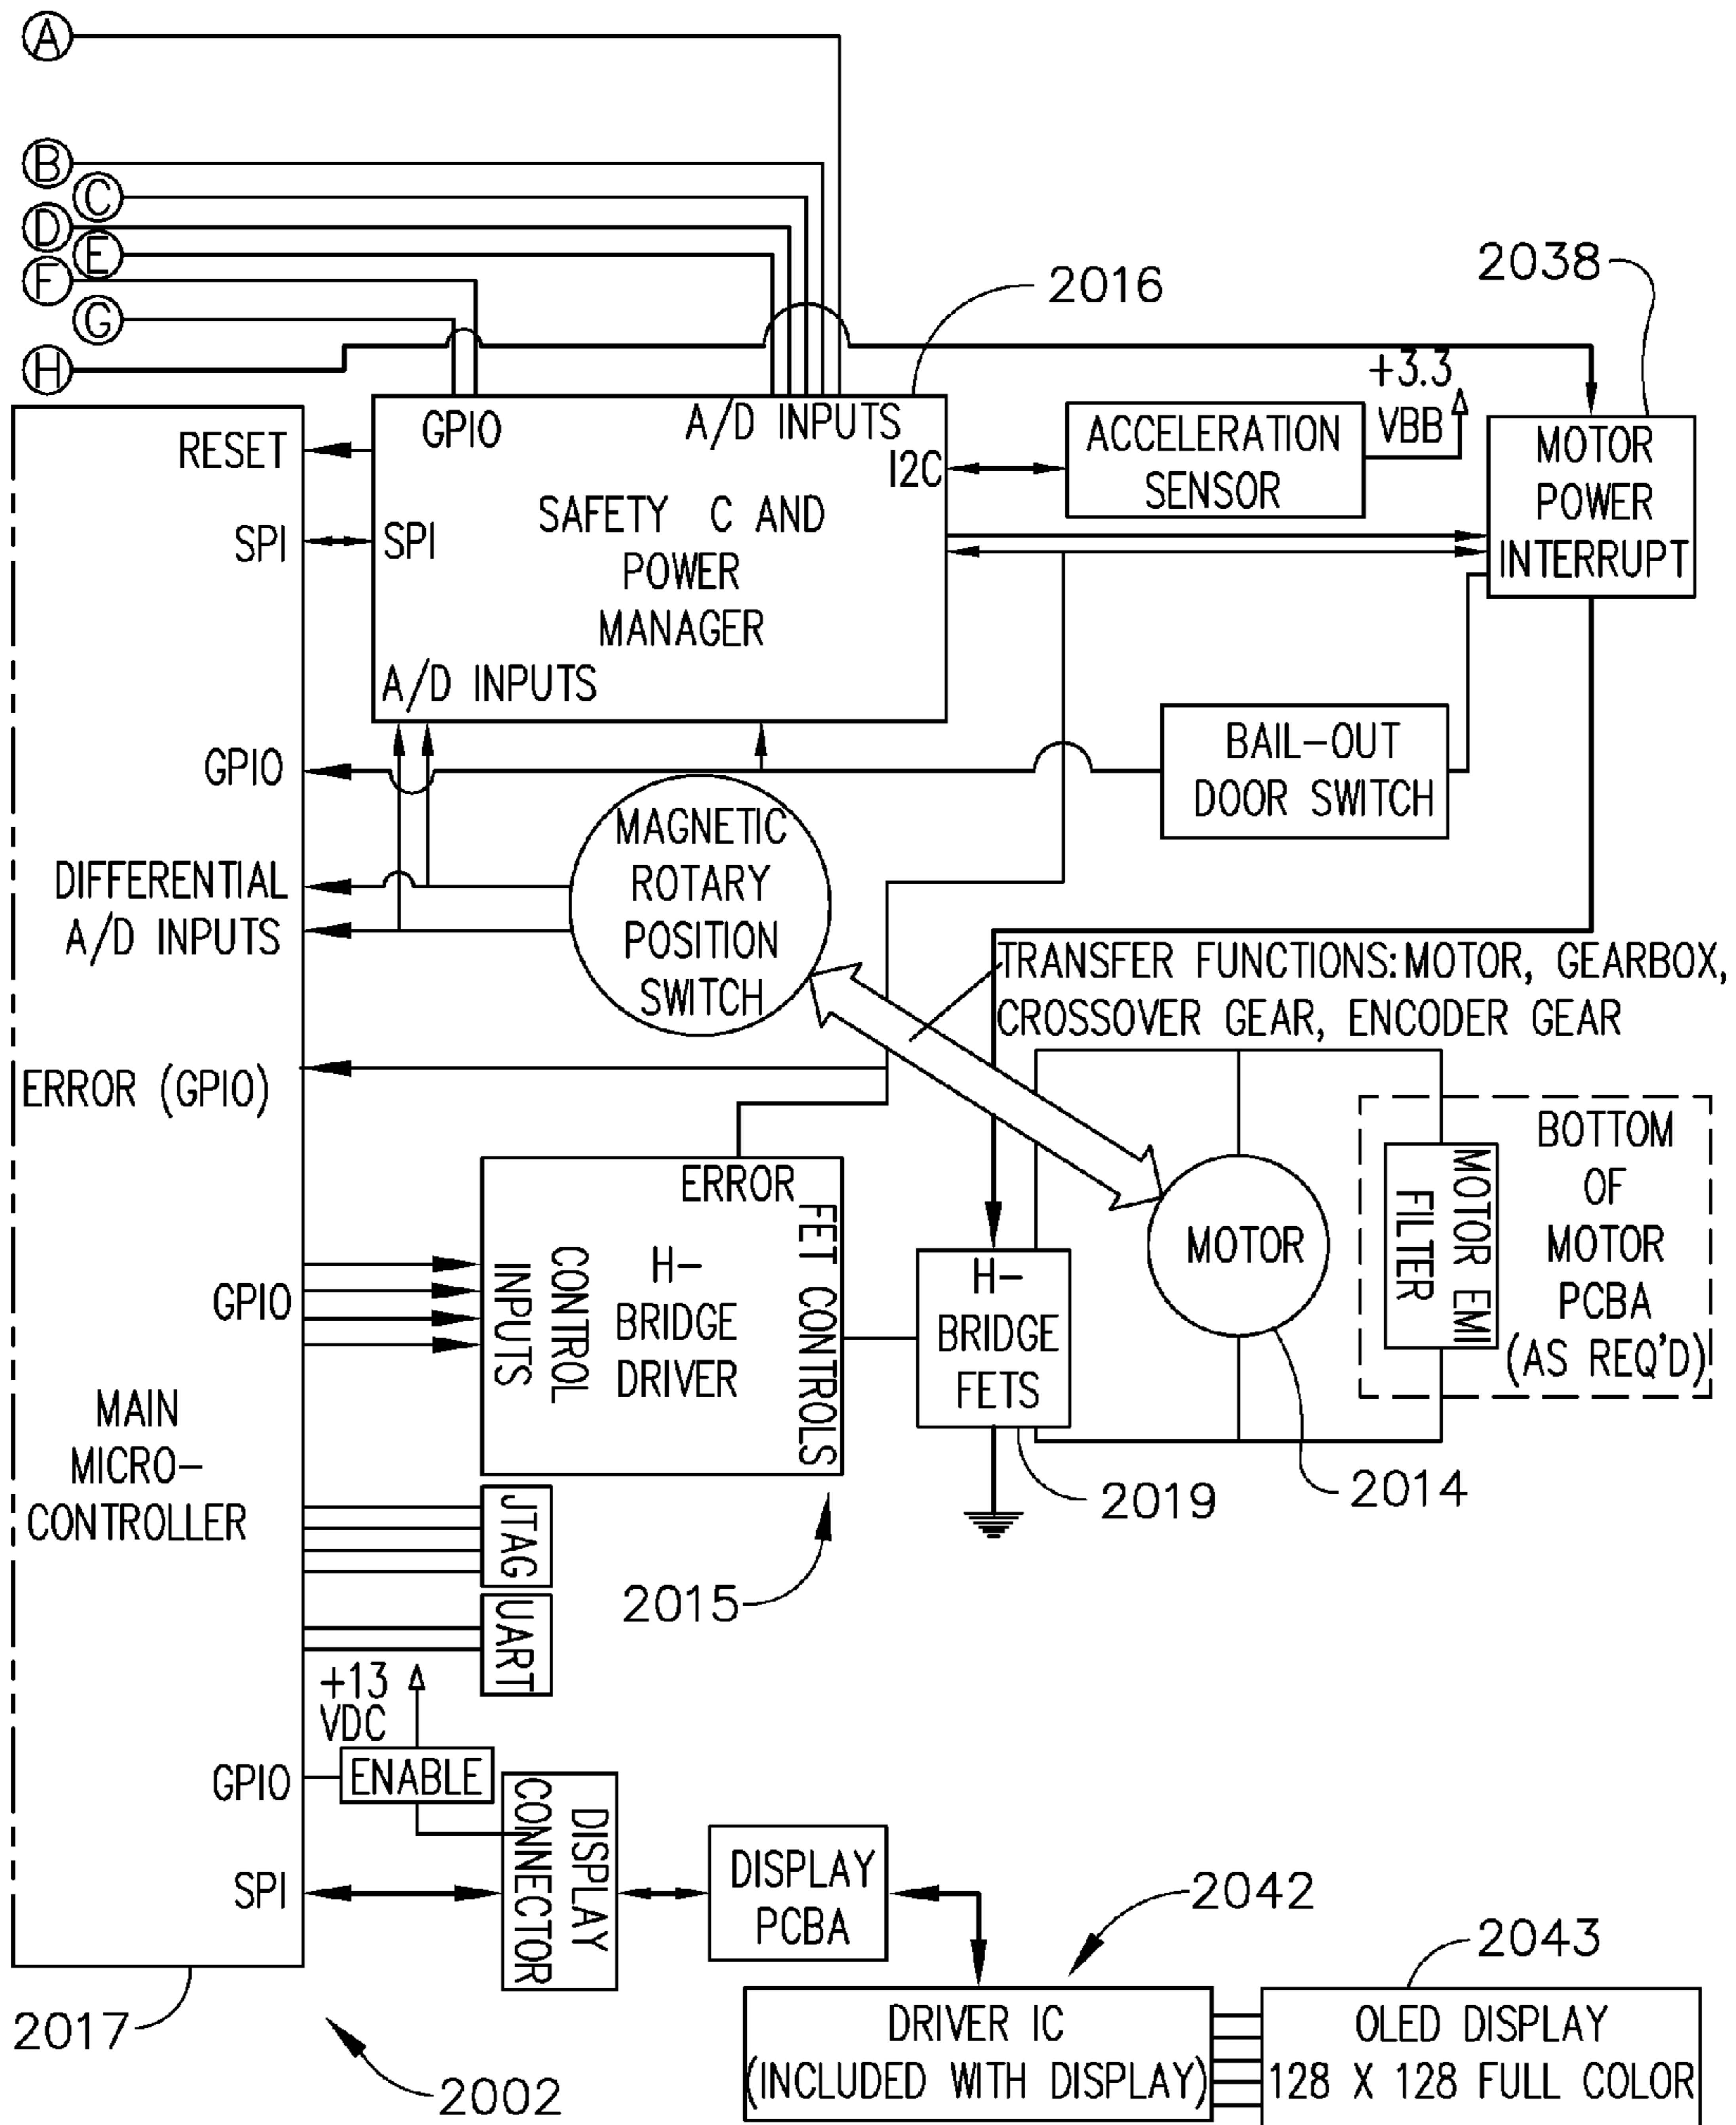 A
B
C
D
E
F
G
H
2016
2038
+3.3
VBB
RESET
GPIO
A/D INPUTS
I2C
SPI
SPI
SAFETY C AND
POWER
MANAGER
A/D INPUTS
ACCELERATION
SENSOR
MOTOR
POWER
INTERRUPT
GPIO
BAIL-OUT
DOOR SWITCH
DIFFERENTIAL
A/D INPUTS
MAGNETIC
ROTARY
POSITION
SWITCH
TRANSFER FUNCTIONS: MOTOR, GEARBOX,
CROSSOVER GEAR, ENCODER GEAR
ERROR (GPIO)
ERROR
CONTROL
INPUTS
H-
BRIDGE
DRIVER
FET CONTROLS
GPIO
H-
BRIDGE
FETS
MOTOR
MOTOR EMI
FILTER
BOTTOM
OF
MOTOR
PCBA
(AS REQ'D)
MAIN
MICRO-
CONTROLLER
JTAG
UART
2015
2019
2014
+13
VDC
GPIO
ENABLE
SPI
DISPLAY
CONNECTOR
DISPLAY
PCBA
2042
2043
DRIVER IC
(INCLUDED WITH DISPLAY)
OLED DISPLAY
128 X 128 FULL COLOR
2017
2002